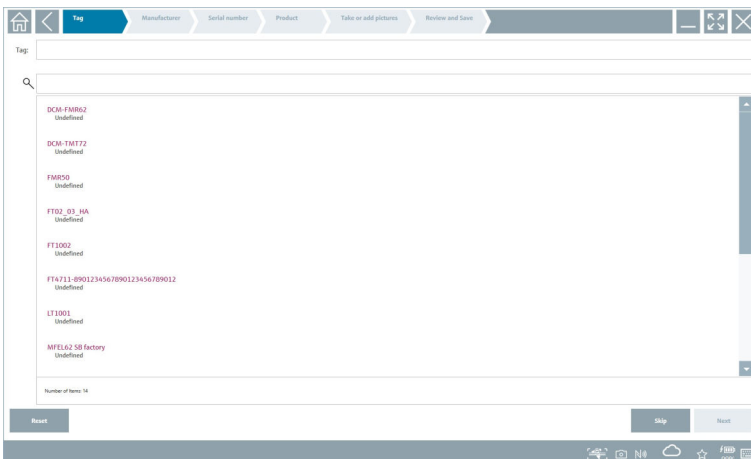 Tag
Manufacturer
Serial number
Product
Take or add pictures
Review and Save
Tag:
DCM-FMR62
Undefined
DCM-TMT72
Undefined
FMR50
Undefined
FT02_03_HA
Undefined
FT1002
Undefined
FT4711-8901234567890123456789012
Undefined
LT1001
Undefined
MFEL62 SB factory
Undefined
Number of Items: 14
Reset
Skip
Next